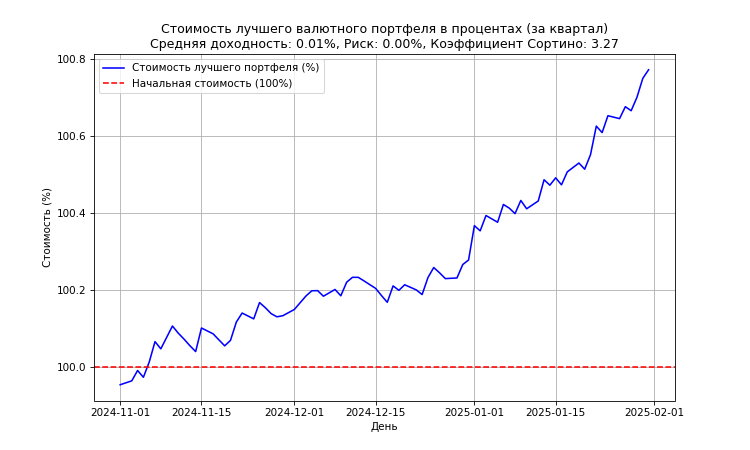 Стоимость лучшего валютного портфеля в процентах (за квартал)
Средняя доходность: 0.01%, Риск: 0.00%, Коэффициент Сортино: 3.27
Стоимость лучшего портфеля (%)
Начальная стоимость (100%)
Стоимость (%)
100.8
100.6
100.4
100.2
100.0
2024-11-01
2024-11-15
2024-12-01
2024-12-15
2025-01-01
2025-01-15
2025-02-01
День